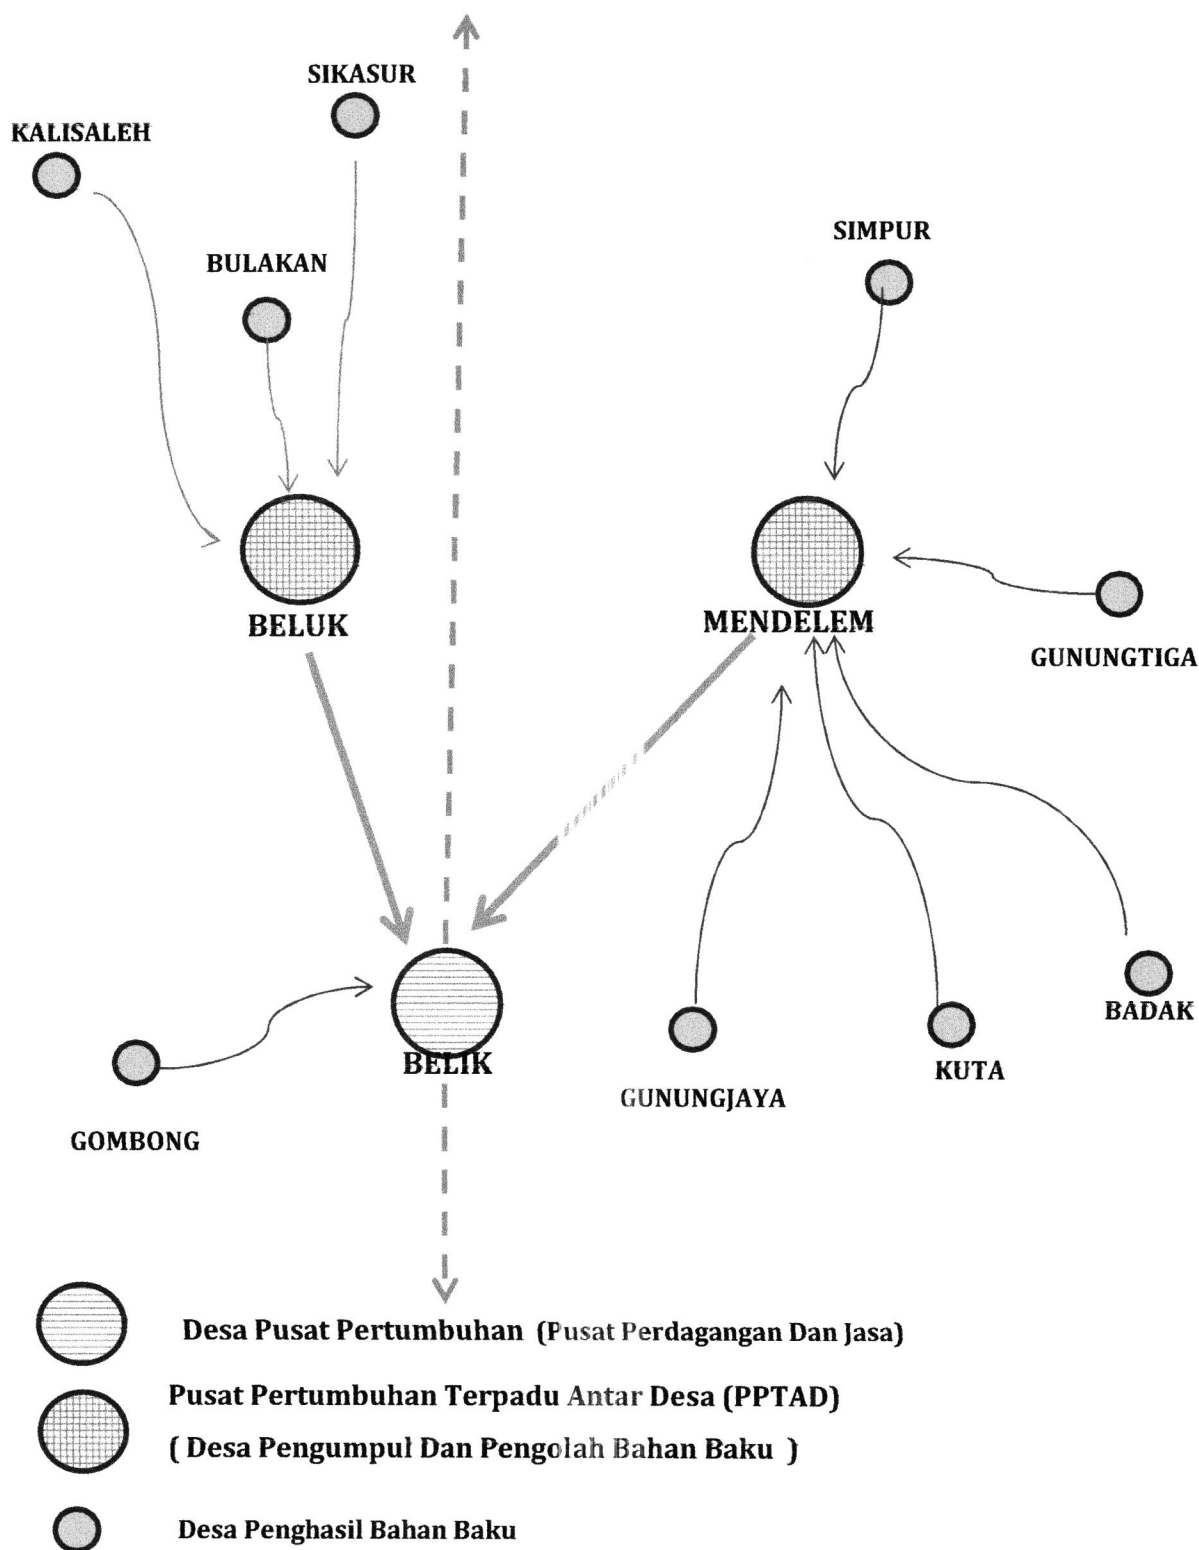 SIKASUR
KALISALEH
SIMPUR
BULAKAN
BELUK
MENDELEM
GUNUNGTIGA
BADAK
BELIK
KUTA
GUNUNGJAYA
GOMBONG
Desa Pusat Pertumbuhan (Pusat Perdagangan Dan Jasa)
Pusat Pertumbuhan Terpadu Antar Desa (PPTAD)
( Desa Pengumpul Dan Pengolah Bahan Baku )
Desa Penghasil Bahan Baku